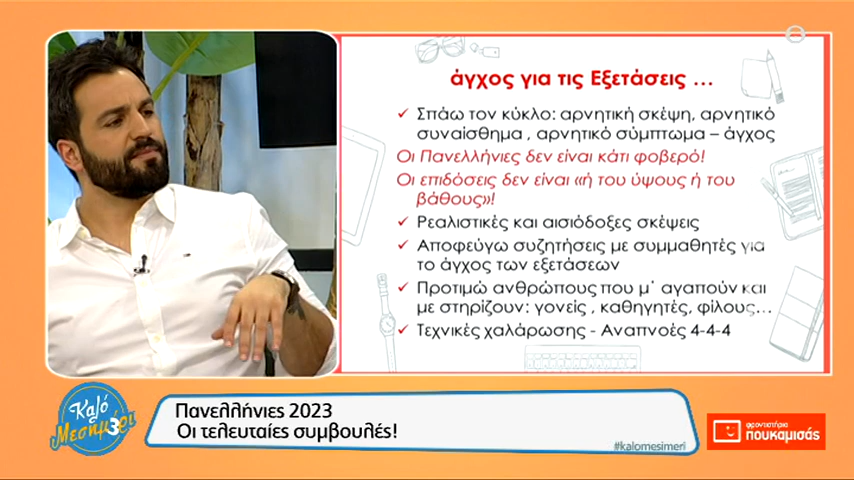 άγχος για τις Εξετάσεις ...
Σπάω τον κύκλο: αρνητική σκέψη, αρνητικό
συναίσθημα , αρνητικό σύμπτωμα – άγχος
Οι Πανελλήνιες δεν είναι κάτι φοβερό!
Οι επιδόσεις δεν είναι «ή του ύψους ή του
βάθους»!
Ρεαλιστικές και αισιόδοξες σκέψεις
Αποφεύγω συζητήσεις με συμμαθητές για
το άγχος των εξετάσεων
Προτιμώ ανθρώπους που μ΄ αγαπούν και
με στηρίζουν: γονείς , καθηγητές, φίλους...
Τεχνικές χαλάρωσης - Αναπνοές 4-4-4
Καλό
Μεσημ3ρι
Πανελλήνιες 2023
Οι τελευταίες συμβουλές!
#kalomesimeri
φροντιστήρια
πουκαμισάς